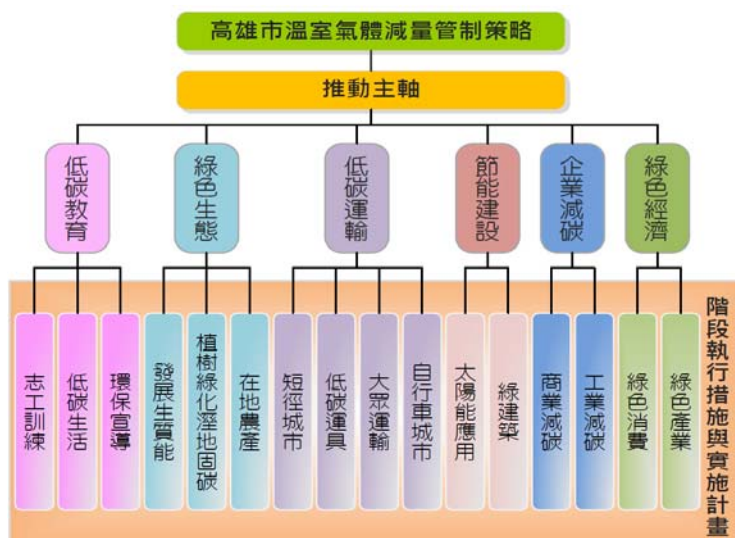 高雄市溫室氣體減量管制策略
推動主軸
低碳教育
綠色生態
低碳運輸
節能建設
企業減碳
綠色經濟
志工訓練
低碳生活
環保宣導
發展生質能
植樹綠化溼地固碳
在地農產
短徑城市
低碳運具
大眾運輸
自行車城市
太陽能應用
綠建築
商業減碳
工業減碳
綠色消費
綠色產業
階段執行措施與實施計畫